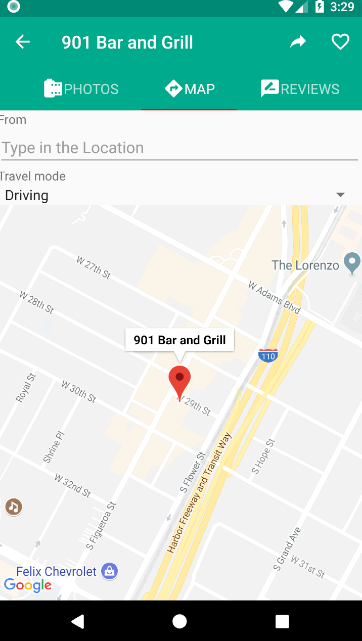 3:29
901 Bar and Grill
PHOTOS
MAP
REVIEWS
From
Type in the Location
Travel mode
Driving
W 27th St
The Lorenzo
W Adams Blvd
W 28th St
901 Bar and Grill
110
Royal St
W 30th St
W 29th St
Shrine Pl
S Hope St
S Flower St
Harbor Freeway and Transit Way
W 32nd St
S Figueroa St
S Grand Ave
W 31st St
Felix Chevrolet
Google